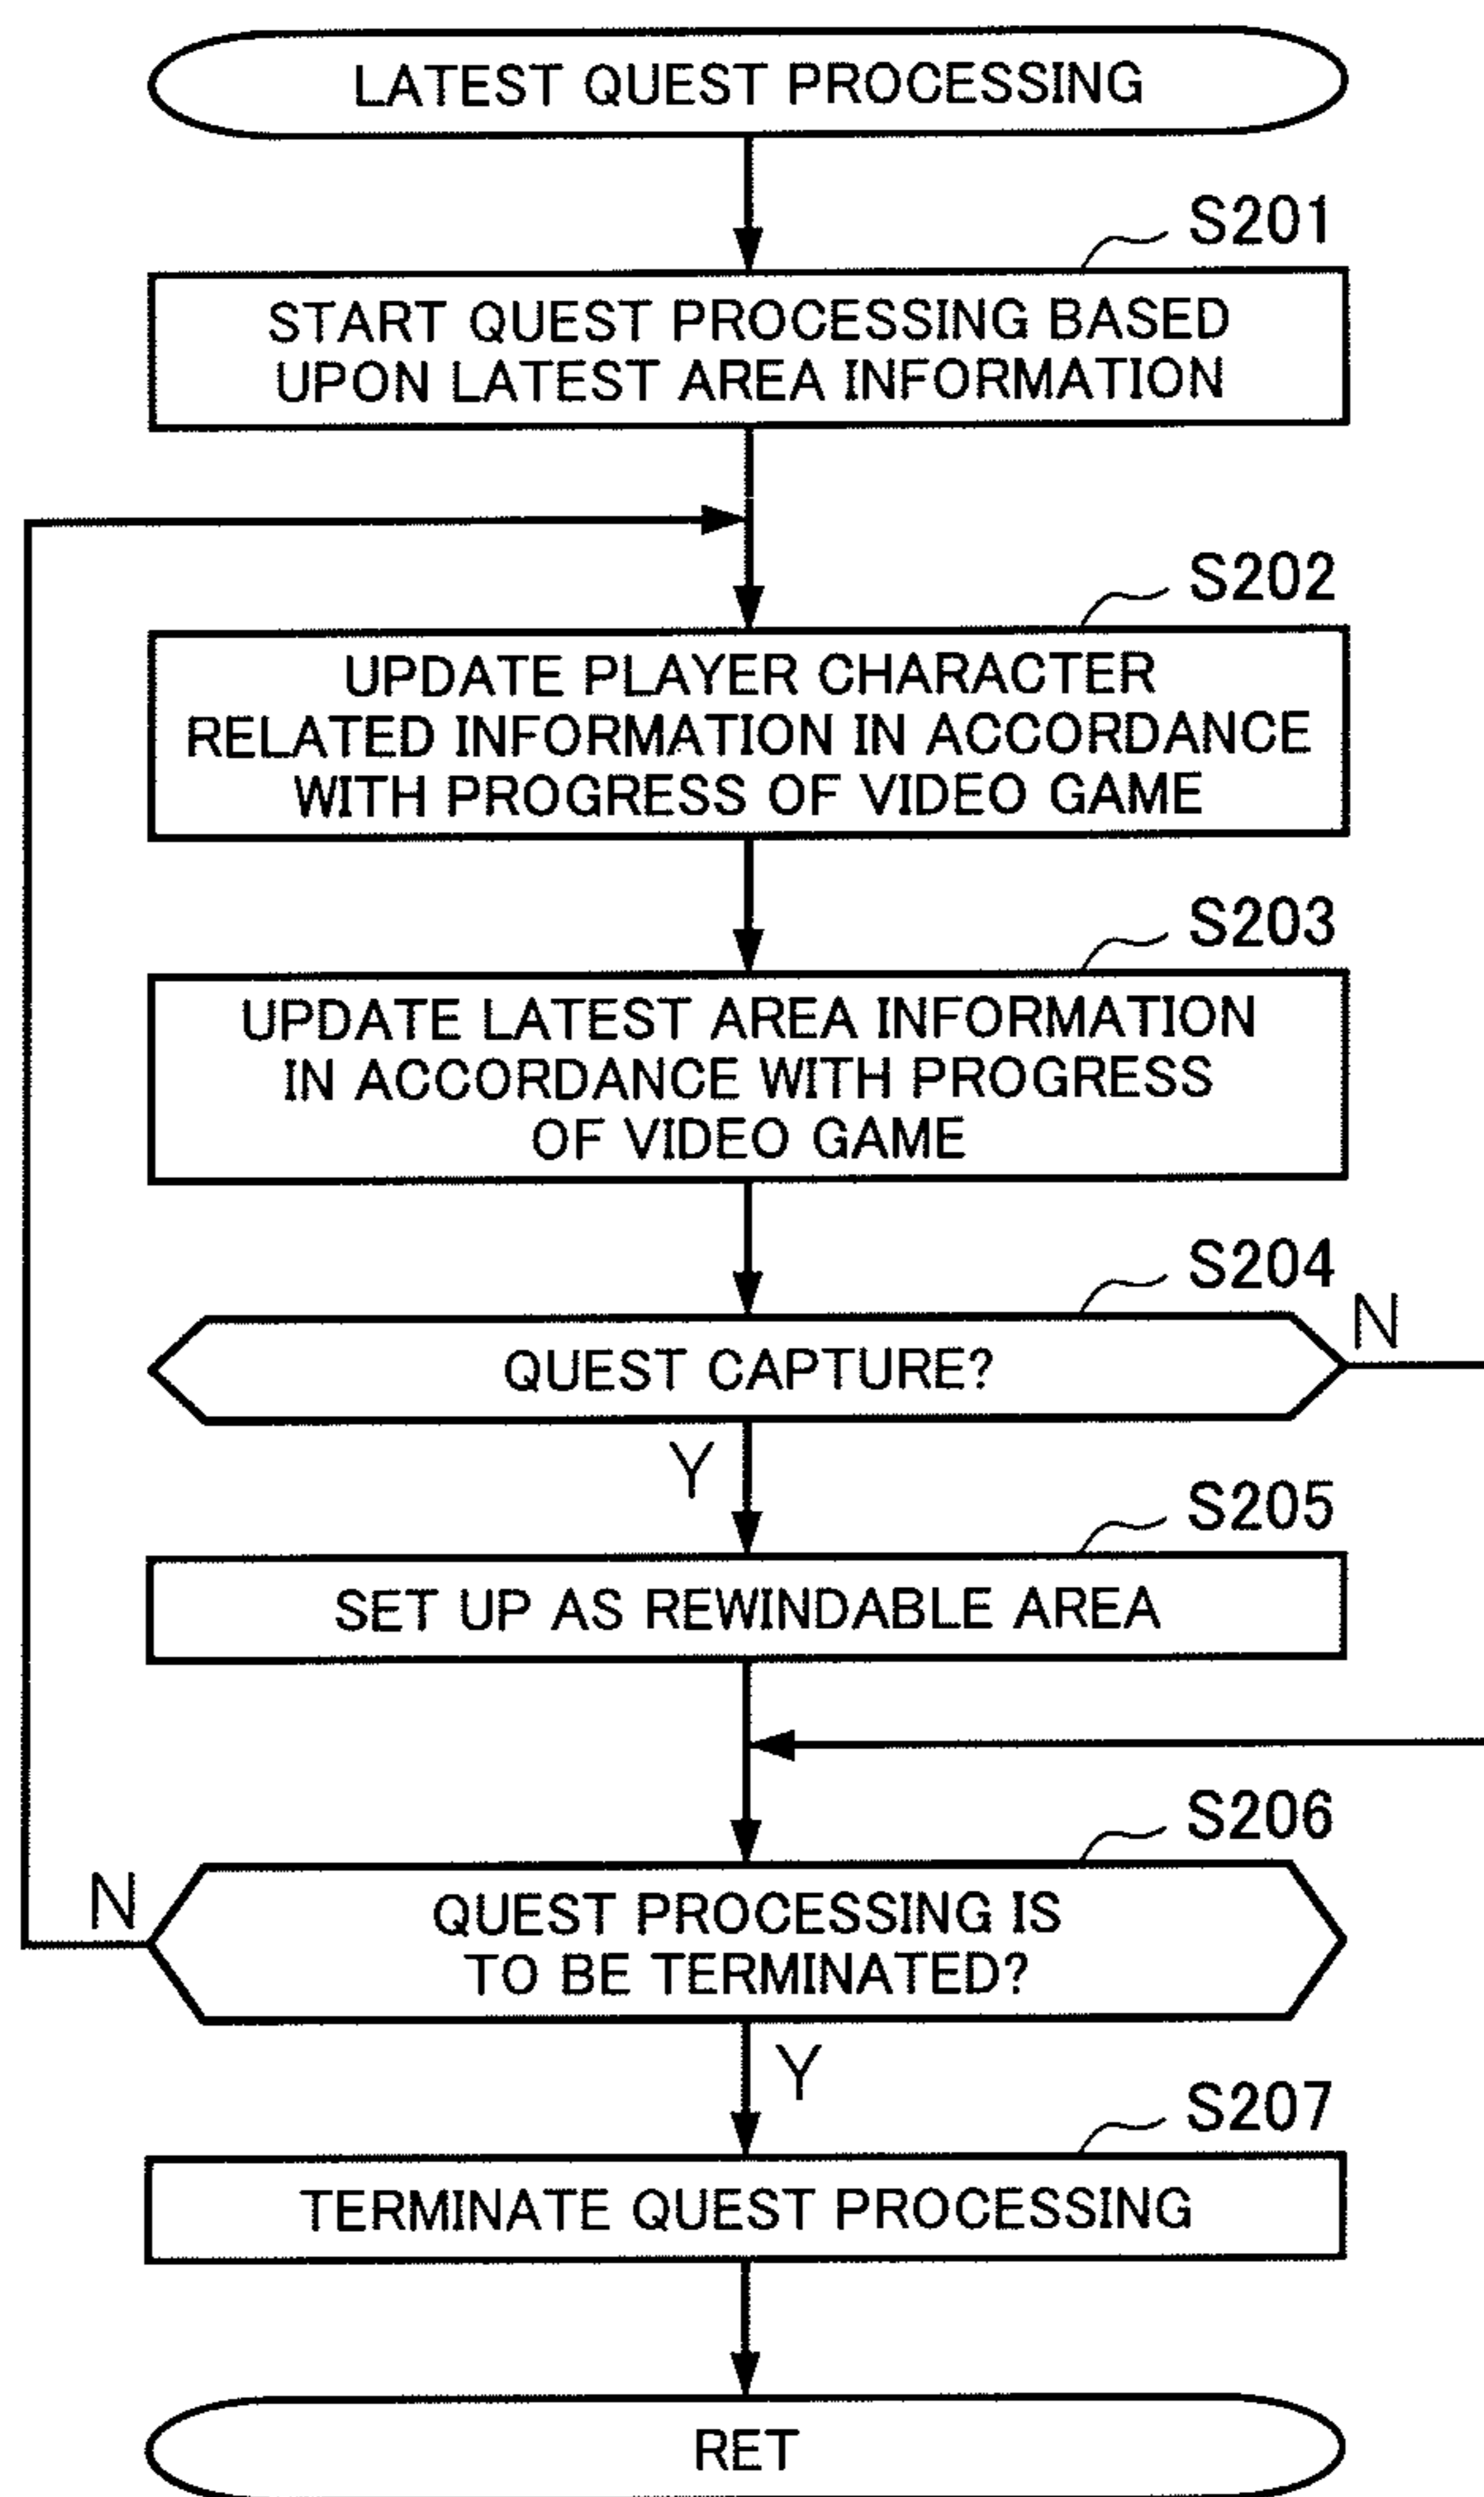 LATEST QUEST PROCESSING
S201
START QUEST PROCESSING BASED
UPON LATEST AREA INFORMATION
S202
UPDATE PLAYER CHARACTER
RELATED INFORMATION IN ACCORDANCE
WITH PROGRESS OF VIDEO GAME
S203
UPDATE LATEST AREA INFORMATION
IN ACCORDANCE WITH PROGRESS
OF VIDEO GAME
S204
N
QUEST CAPTURE?
Y
S205
SET UP AS REWINDABLE AREA
S206
N
QUEST PROCESSING IS
TO BE TERMINATED?
Y
S207
TERMINATE QUEST PROCESSING
RET